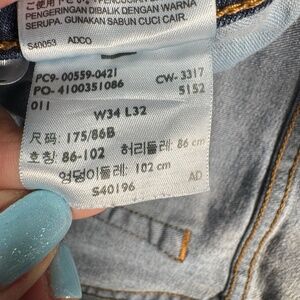 PENGERINGAN DIBALIK DENGAN WARNA
SERUPA. GUNAKAN SABUN CUCI CAIR.
S40053 ADCO
PC9- 00559-0421 CW- 3317
PO- 4100351086 5152
011
W34 L32
尺码: 175/86B
호칭: 86-102 허리둘레: 86 cm
엉덩이둘레: 102 cm
S40196 AD